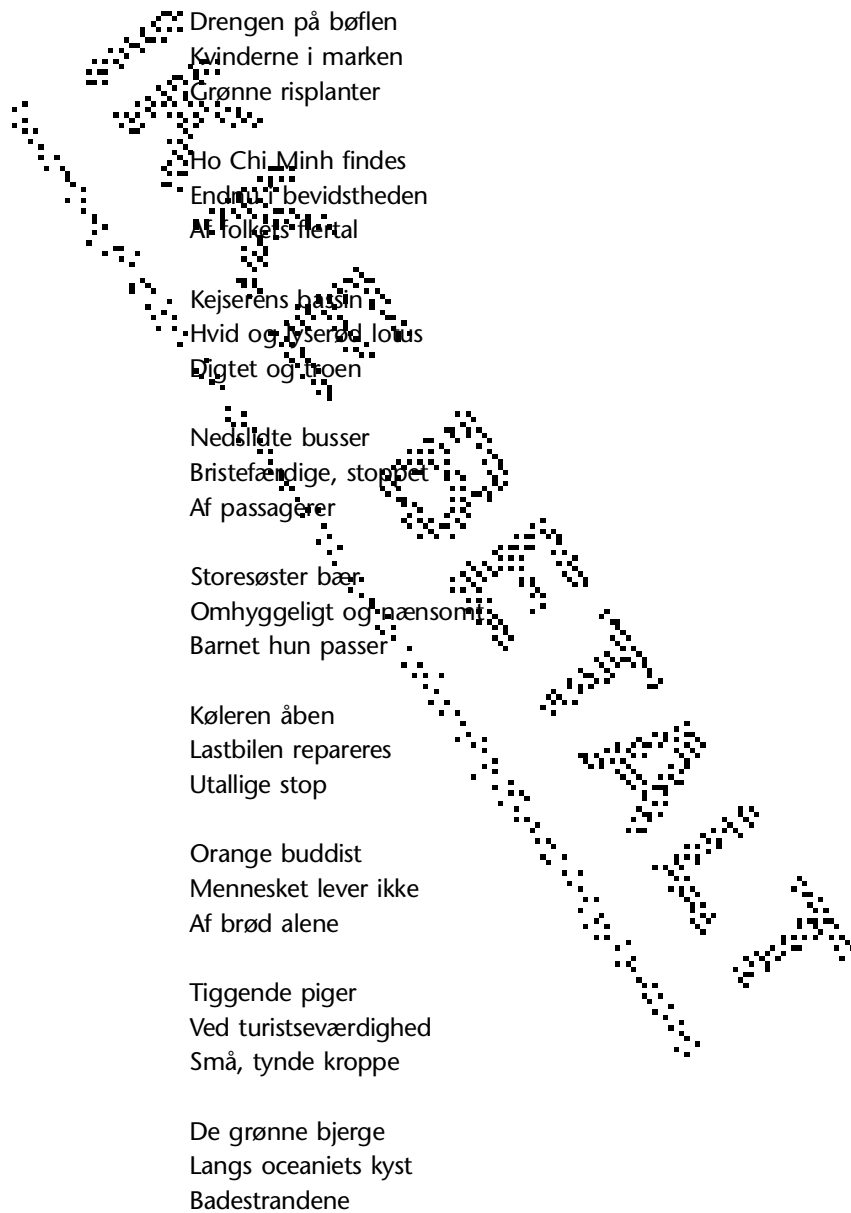 Drengen på bøflen
Kvinderne i marken
Grønne risplanter

Ho Chi Minh findes
Endnu i bevidstheden
Af folkets flertal

Kejserens bassin
Hvid og lyserød lotus
Digtet og troen

Nedslidte busser
Bristefærdige, stoppet
Af passagerer

Storesøster bær
Omhyggeligt og nænsomt
Barnet hun passer

Køleren åben
Lastbilen repareres
Utallige stop

Orange buddist
Mennesket lever ikke
Af brød alene

Tiggende piger
Ved turistseværdighed
Små, tynde kroppe

De grønne bjerge
Langs oceaniets kyst
Badestrandene

BETALT